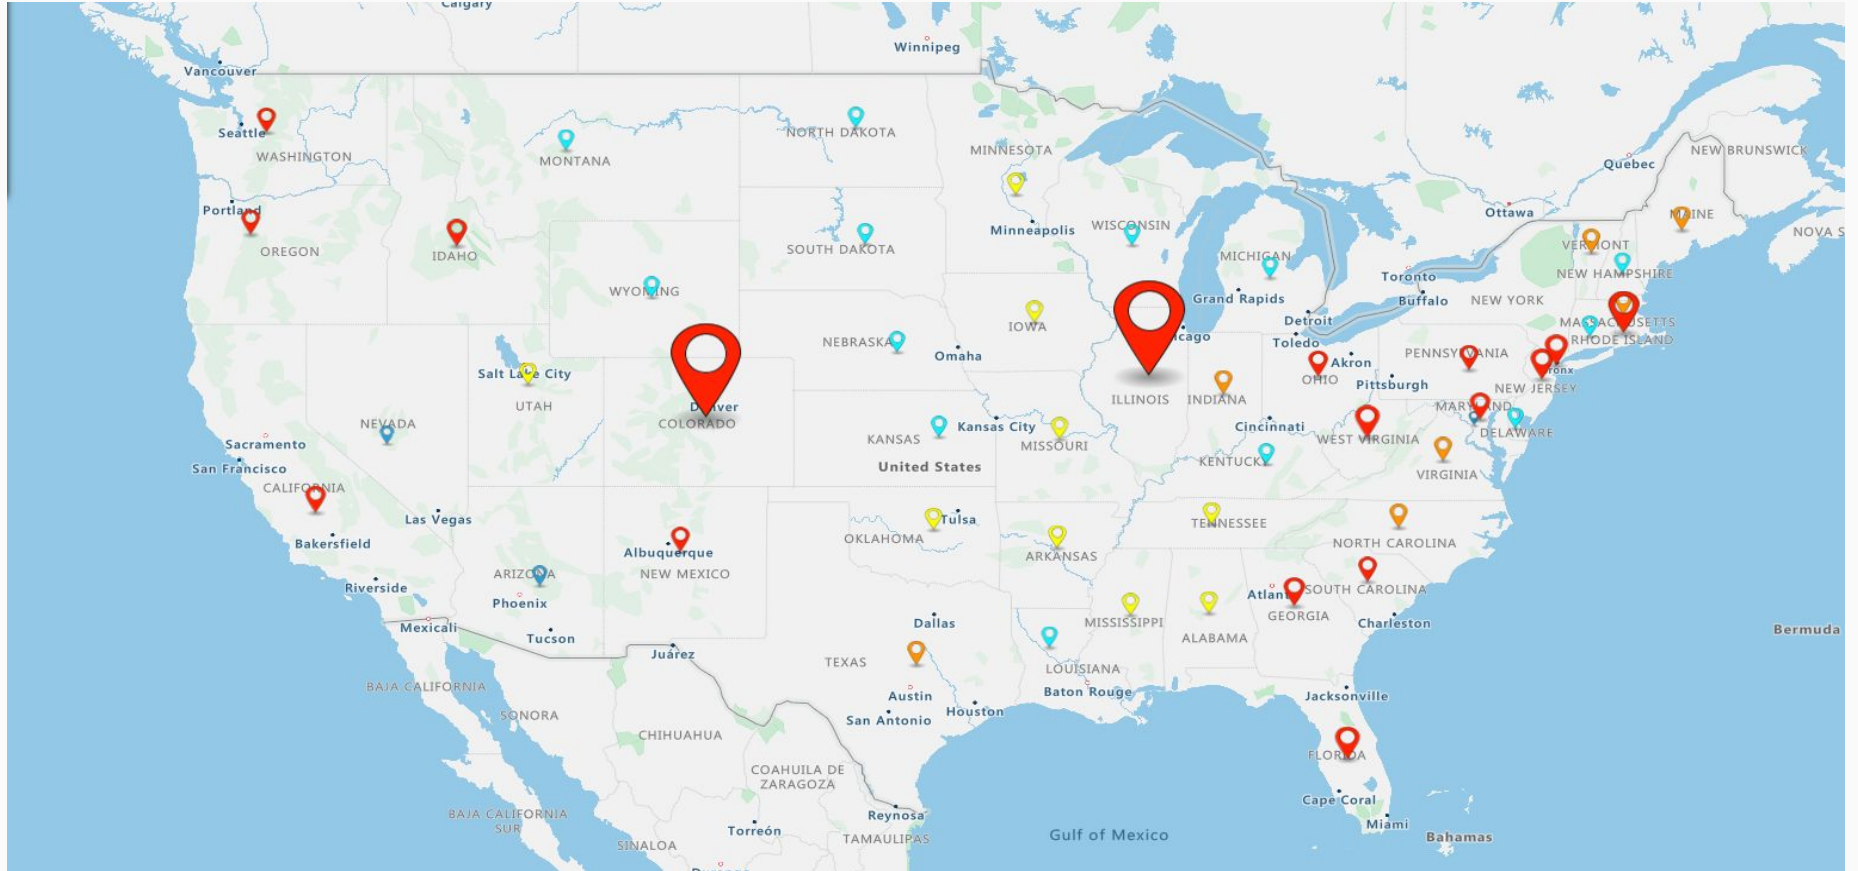 Calgary
Winnipeg
Vancouver
Seattle
WASHINGTON
MONTANA
NORTH DAKOTA
MINNESOTA
Quebec
NEW BRUNSWICK
Portland
OREGON
IDAHO
SOUTH DAKOTA
Minneapolis
WISCONSIN
MICHIGAN
Ottawa
MAINE
NOVA S
VERMONT
NEW HAMPSHIRE
Toronto
WYOMING
Grand Rapids
Buffalo
NEW YORK
IOWA
Detroit
MASSACHUSETTS
RHODE ISLAND
NEBRASKA
Omaha
icago
Toledo
Akron
PENNSYLVANIA
Salt Lake City
OHIO
Pittsburgh
ronx
NEW JERSEY
UTAH
Denver
COLORADO
ILLINOIS
INDIANA
MARYLAND
NEVADA
Sacramento
KANSAS
Kansas City
MISSOURI
Cincinnati
WEST VIRGINIA
DELAWARE
San Francisco
United States
KENTUCKY
VIRGINIA
CALIFORNIA
Las Vegas
Tulsa
OKLAHOMA
TENNESSEE
NORTH CAROLINA
Bakersfield
Albuquerque
NEW MEXICO
ARKANSAS
ARIZONA
Riverside
Phoenix
Atlant
SOUTH CAROLINA
GEORGIA
Mexicali
Tucson
Dallas
MISSISSIPPI
ALABAMA
Charleston
Bermuda
Juárez
TEXAS
LOUISIANA
BAJA CALIFORNIA
Austin
Baton Rouge
Jacksonville
SONORA
San Antonio
Houston
CHIHUAHUA
FLORIDA
COAHUILA DE
ZARAGOZA
BAJA CALIFORNIA
SUR
Reynosa
Cape Coral
Miami
Torreón
TAMAULIPAS
Gulf of Mexico
Bahamas
SINALOA
Durango